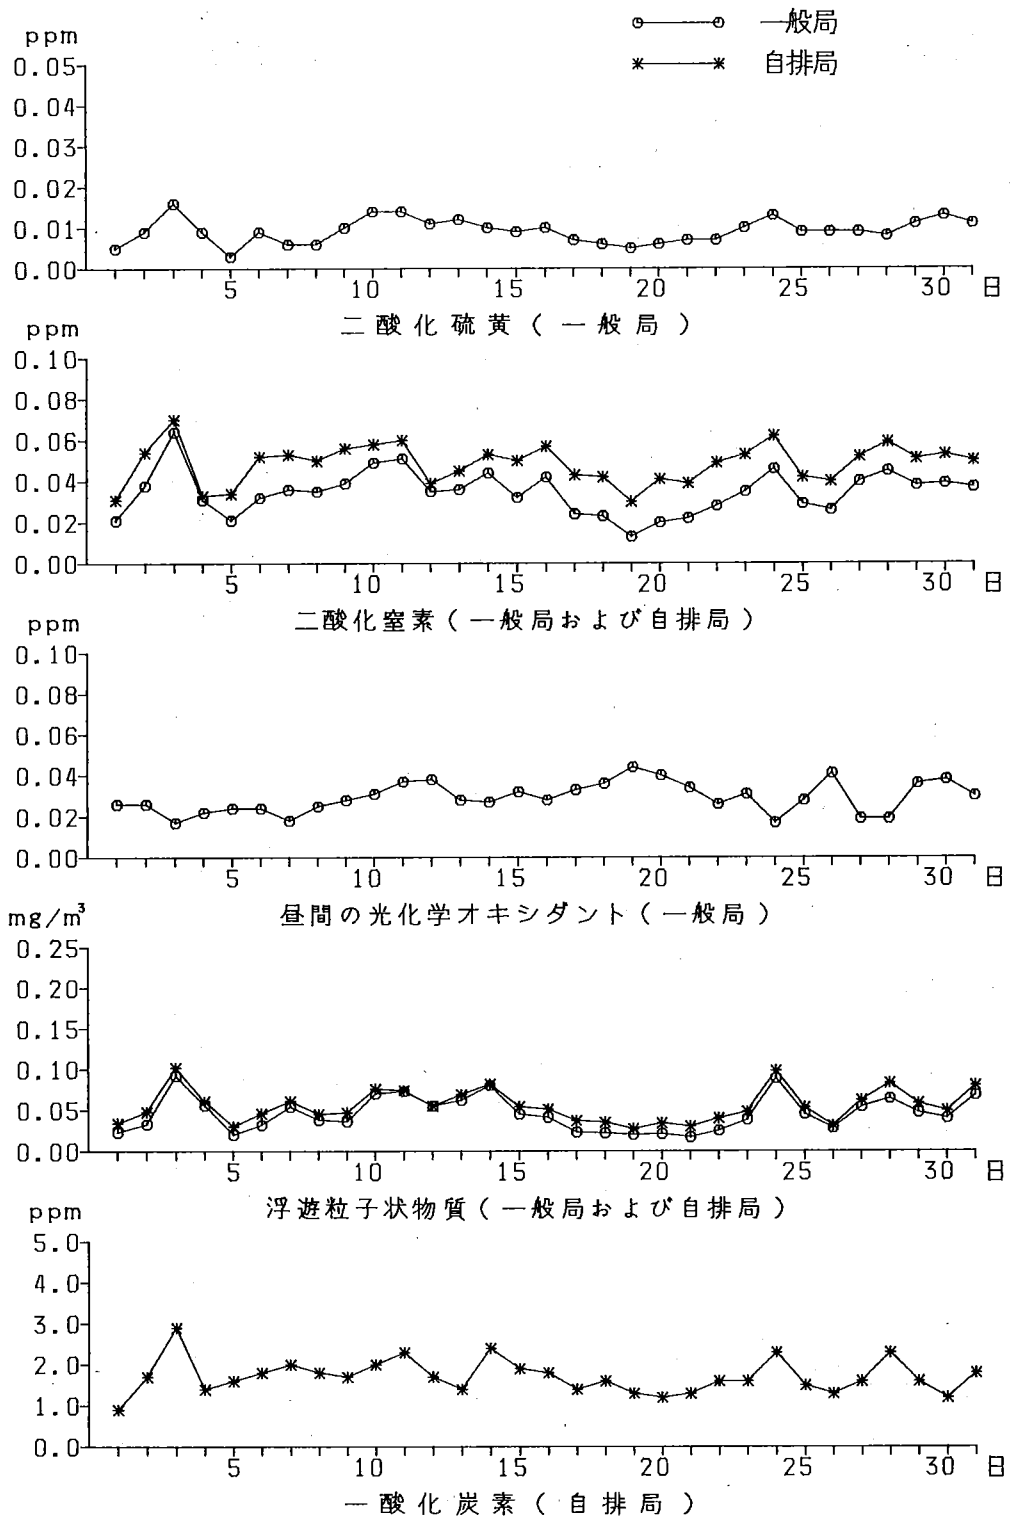 一般局
自排局
ppm
0.05
0.04
0.03
0.02
0.01
0.00
5 10 15 20 25 30 日
二酸化硫黄(一般局)
ppm
0.10
0.08
0.06
0.04
0.02
0.00
5 10 15 20 25 30 日
二酸化窒素(一般局および自排局)
ppm
0.10
0.08
0.06
0.04
0.02
0.00
5 10 15 20 25 30 日
昼間の光化学オキシダント(一般局)
mg/m³
0.25
0.20
0.15
0.10
0.05
0.00
5 10 15 20 25 30 日
浮遊粒子状物質(一般局および自排局)
ppm
5.0
4.0
3.0
2.0
1.0
0.0
5 10 15 20 25 30 日
一酸化炭素(自排局)